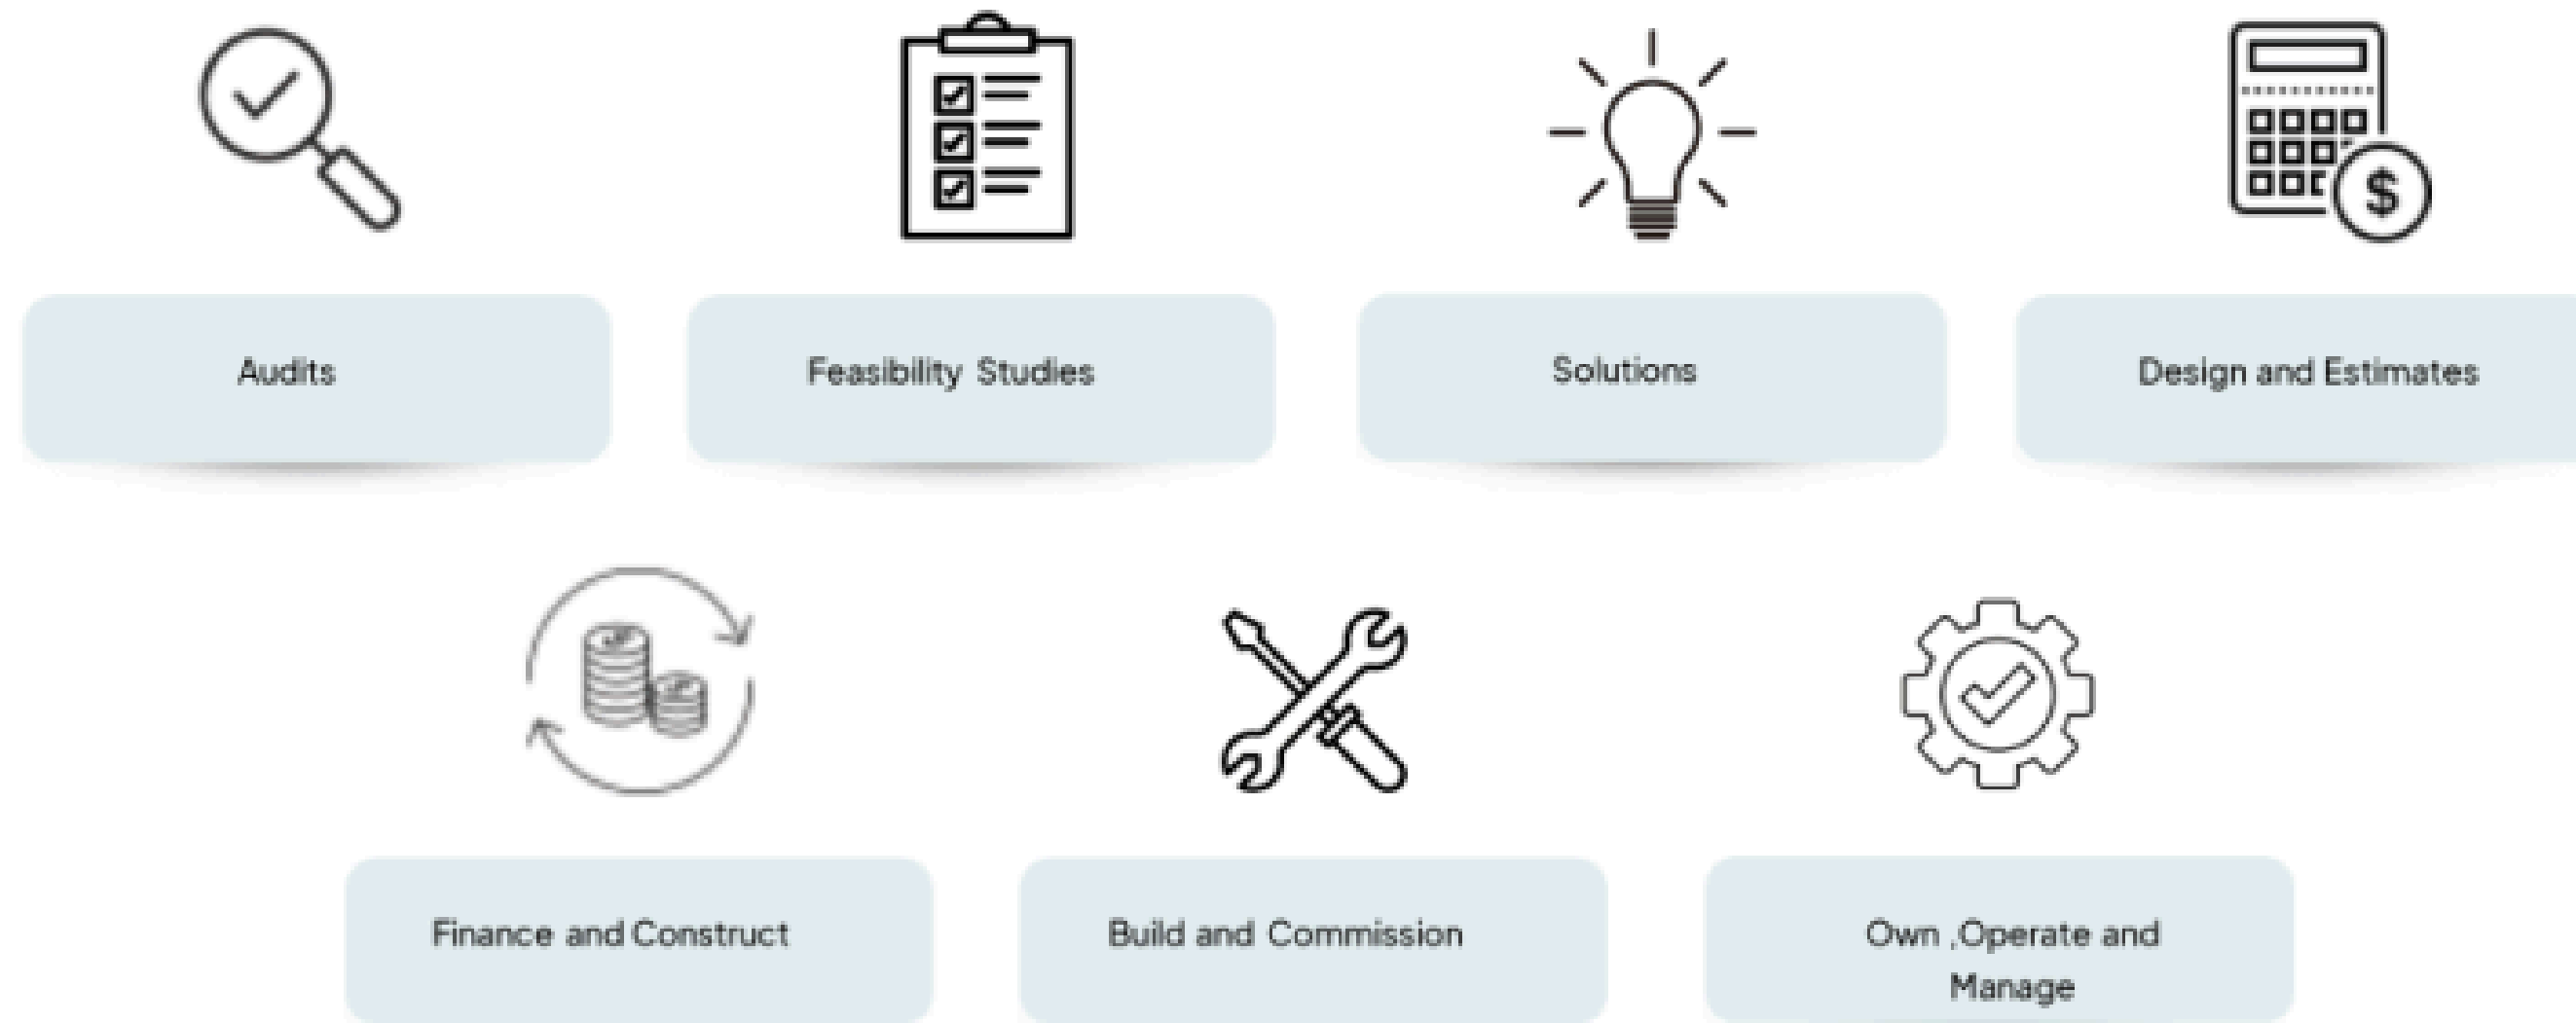 Audits
Feasibility Studies
Solutions
Design and Estimates
$
Finance and Construct
Build and Commission
Own ,Operate and
Manage